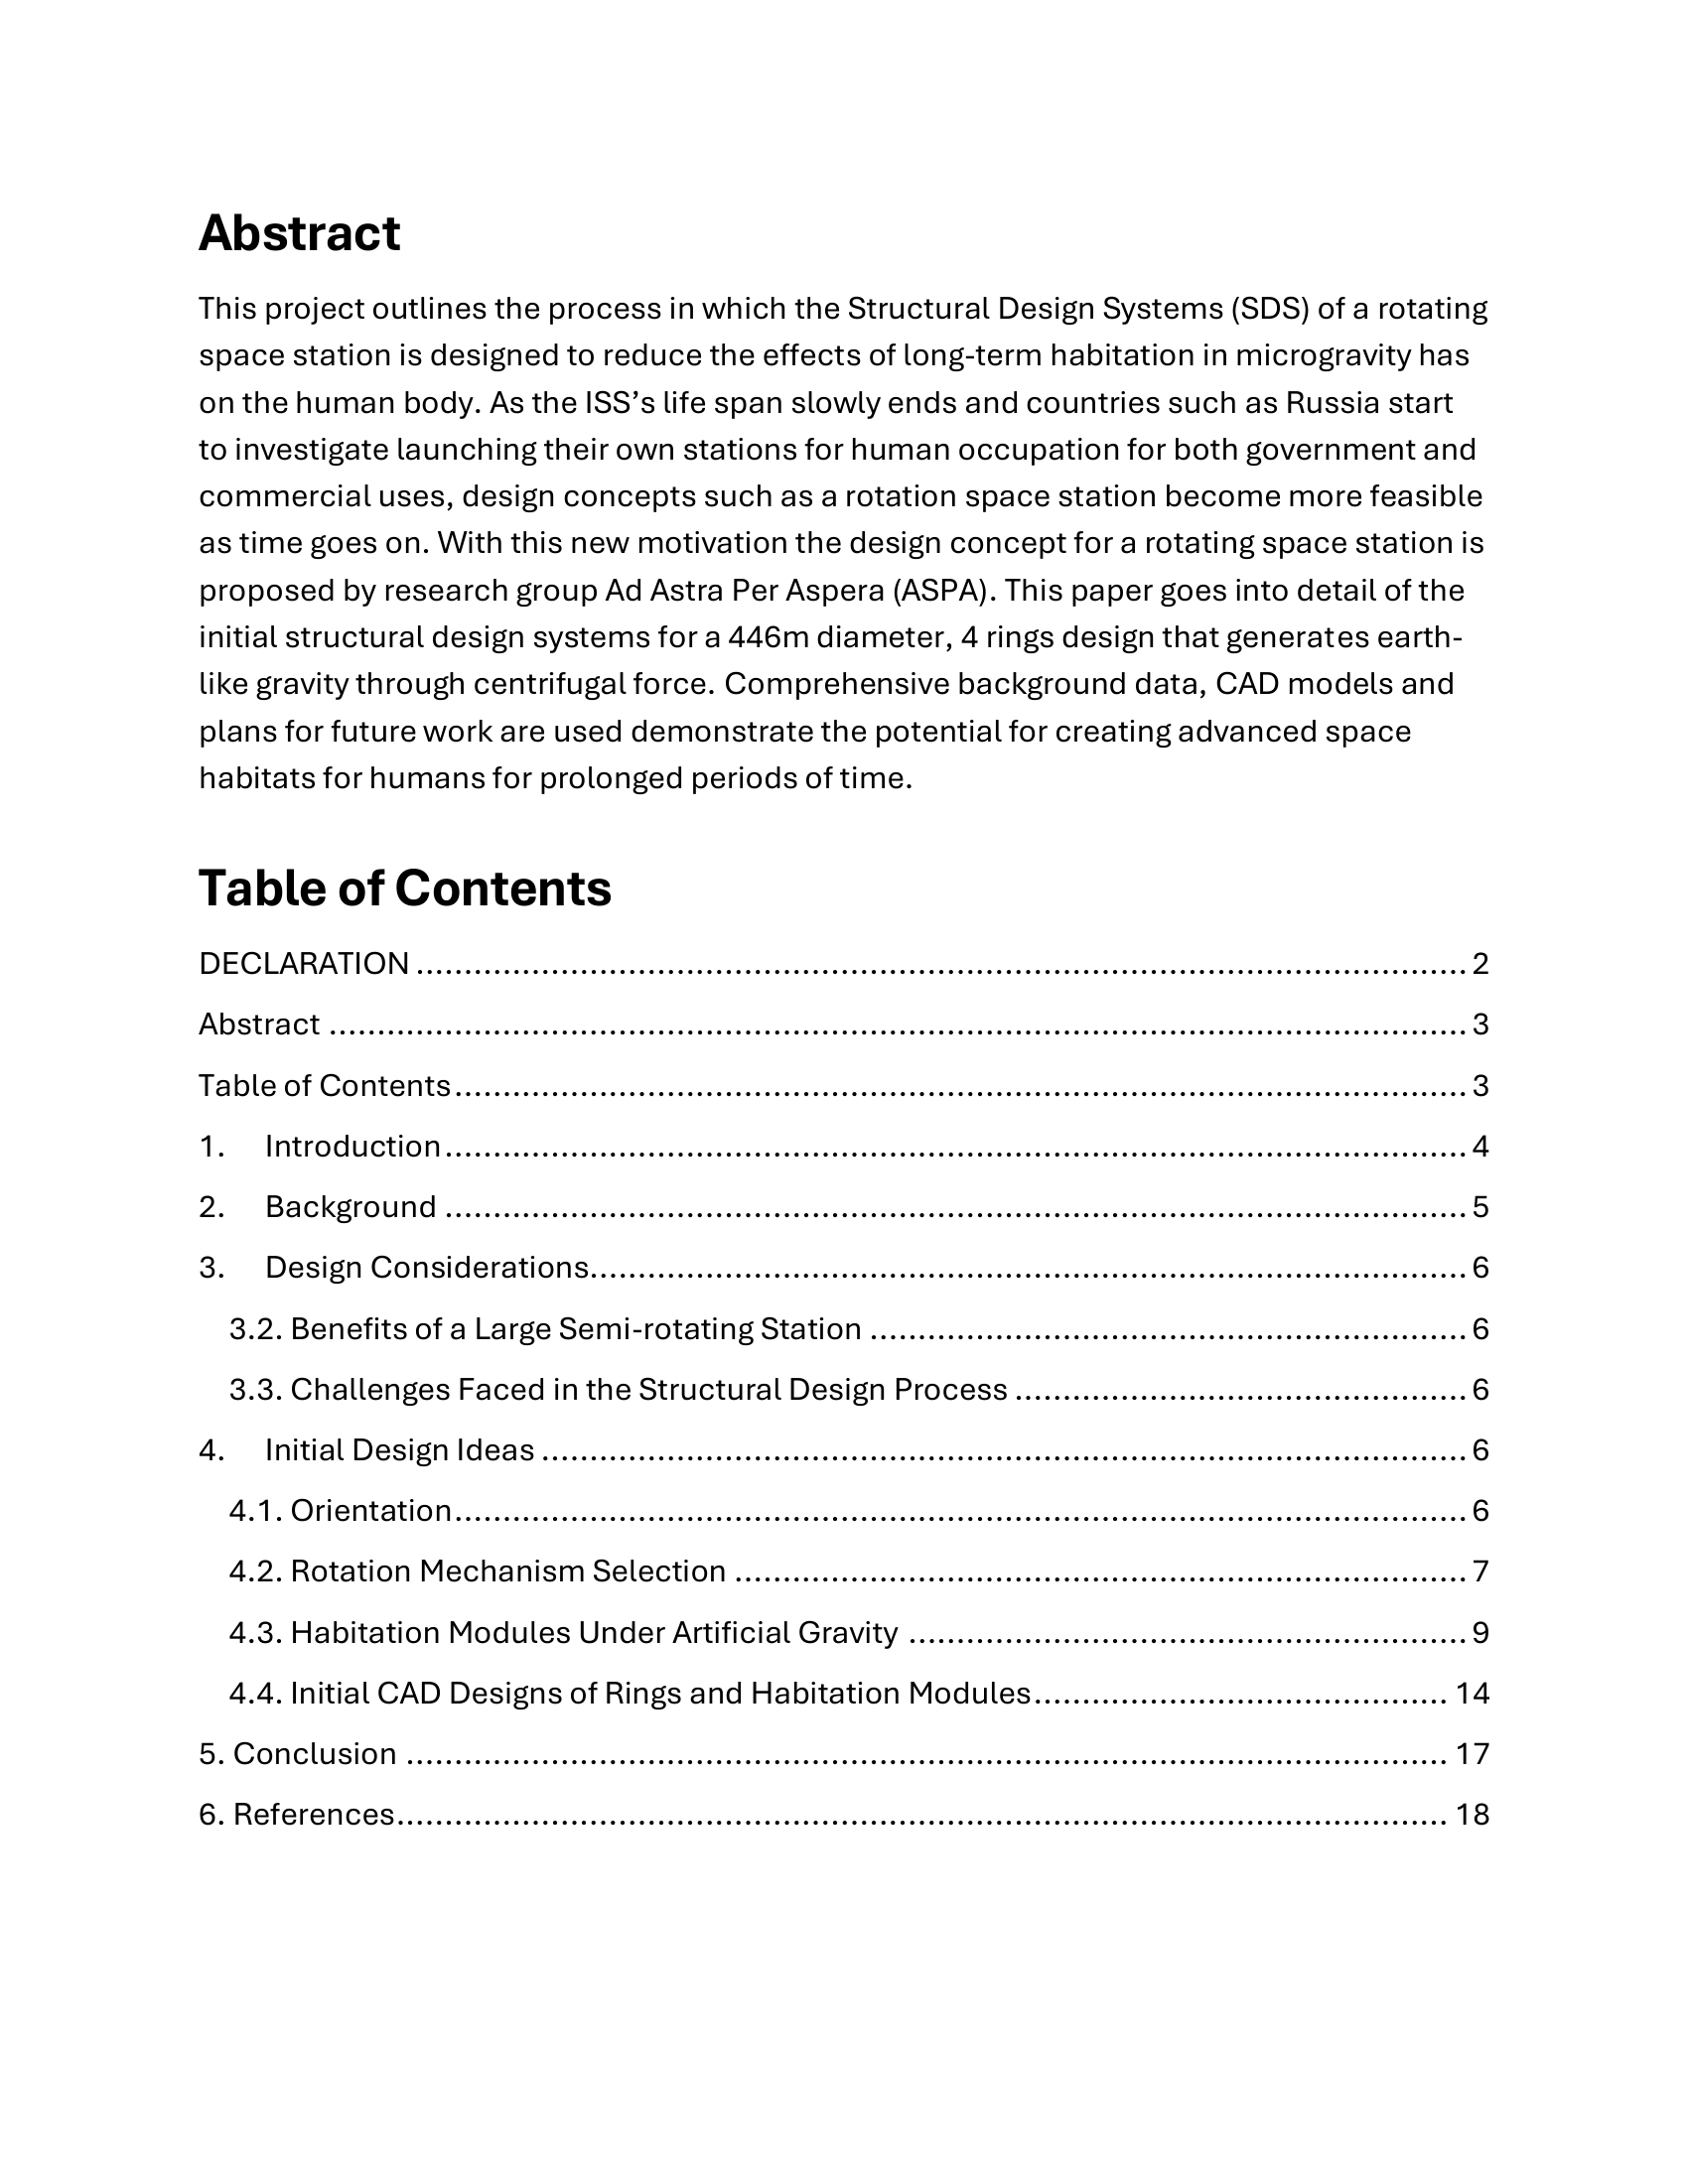 Abstract
This project outlines the process in which the Structural Design Systems (SDS) of a rotating
space station is designed to reduce the effects of long-term habitation in microgravity has
on the human body. As the ISS’s life span slowly ends and countries such as Russia start
to investigate launching their own stations for human occupation for both government and
commercial uses, design concepts such as a rotation space station become more feasible
as time goes on. With this new motivation the design concept for a rotating space station is
proposed by research group Ad Astra Per Aspera (ASPA). This paper goes into detail of the
initial structural design systems for a 446m diameter, 4 rings design that generates earth-
like gravity through centrifugal force. Comprehensive background data, CAD models and
plans for future work are used demonstrate the potential for creating advanced space
habitats for humans for prolonged periods of time.
Table of Contents
DECLARATION ........ 2
Abstract ........ 3
Table of Contents ........ 3
1. Introduction ........ 4
2. Background ........ 5
3. Design Considerations ........ 6
3.2. Benefits of a Large Semi-rotating Station ........ 6
3.3. Challenges Faced in the Structural Design Process ........ 6
4. Initial Design Ideas ........ 6
4.1. Orientation ........ 6
4.2. Rotation Mechanism Selection ........ 7
4.3. Habitation Modules Under Artificial Gravity ........ 9
4.4. Initial CAD Designs of Rings and Habitation Modules ........ 14
5. Conclusion ........ 17
6. References ........ 18